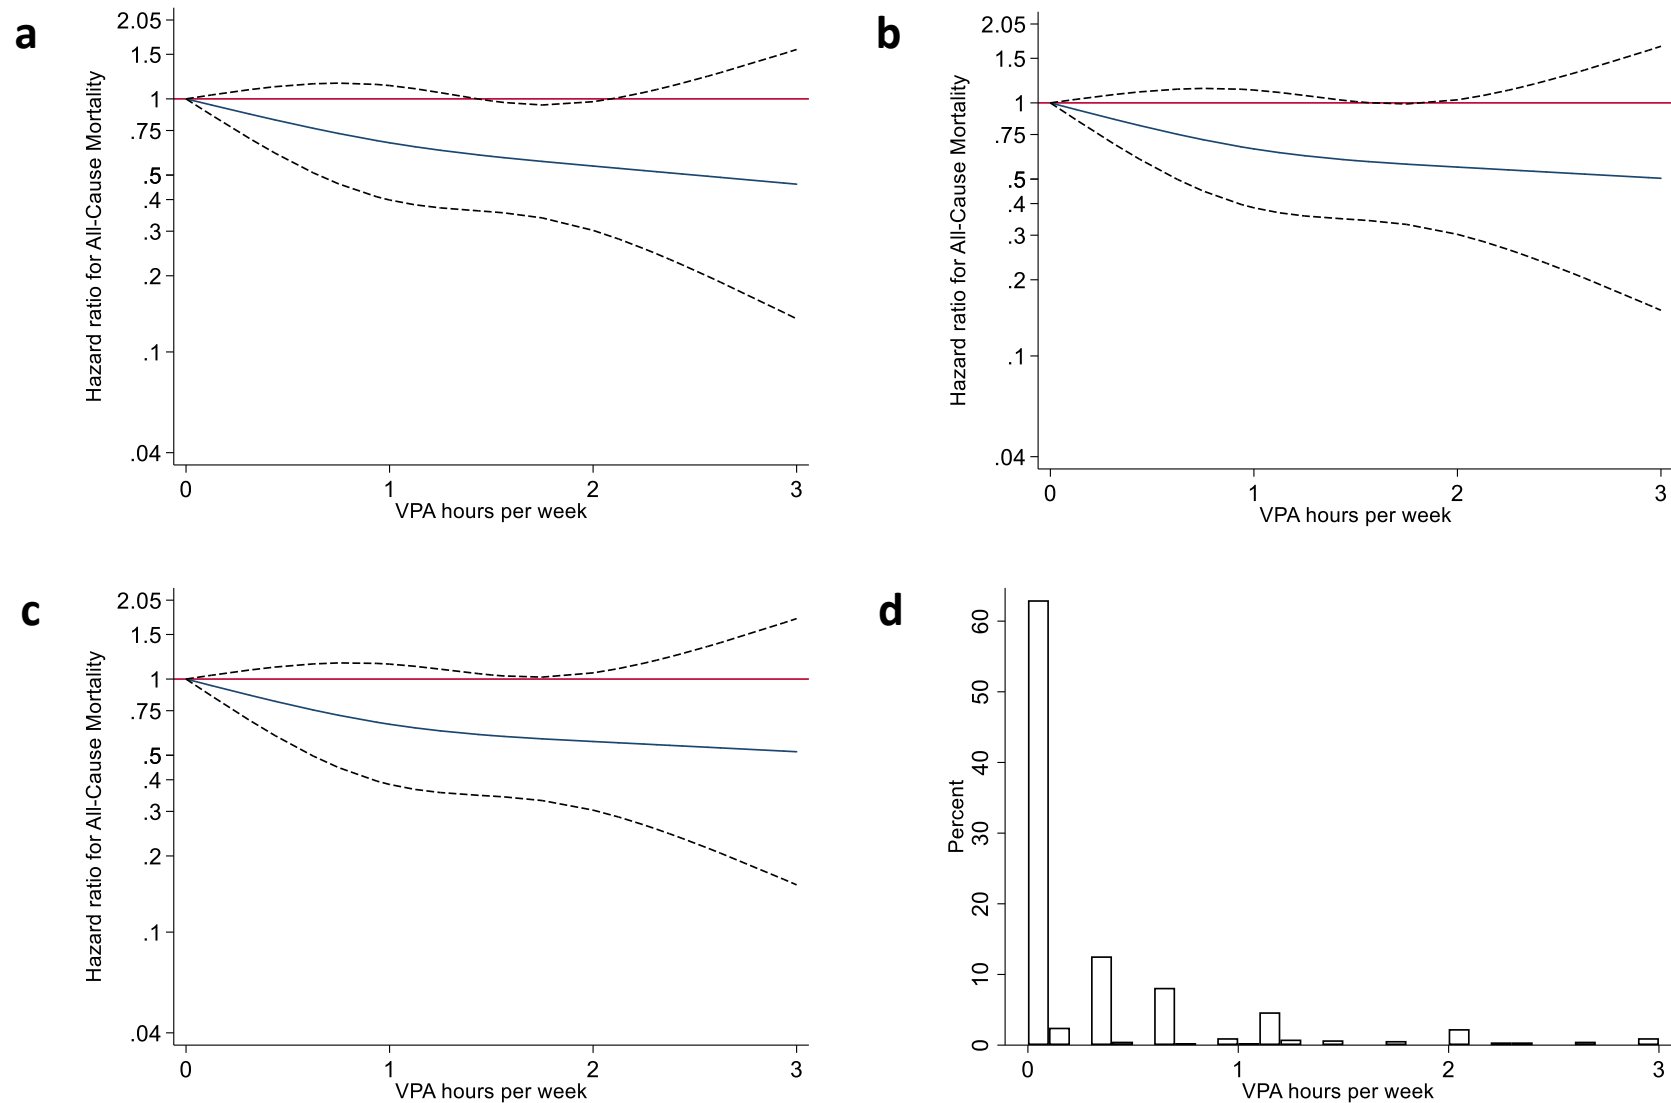 a
Hazard ratio for All-Cause Mortality
2.05
1.5
1
.75
.5
.4
.3
.2
.1
.04
0 1 2 3
VPA hours per week
b
Hazard ratio for All-Cause Mortality
2.05
1.5
1
.75
.5
.4
.3
.2
.1
.04
0 1 2 3
VPA hours per week
c
Hazard ratio for All-Cause Mortality
2.05
1.5
1
.75
.5
.4
.3
.2
.1
.04
0 1 2 3
VPA hours per week
d
Percent
60
50
40
30
20
10
0
0 1 2 3
VPA hours per week